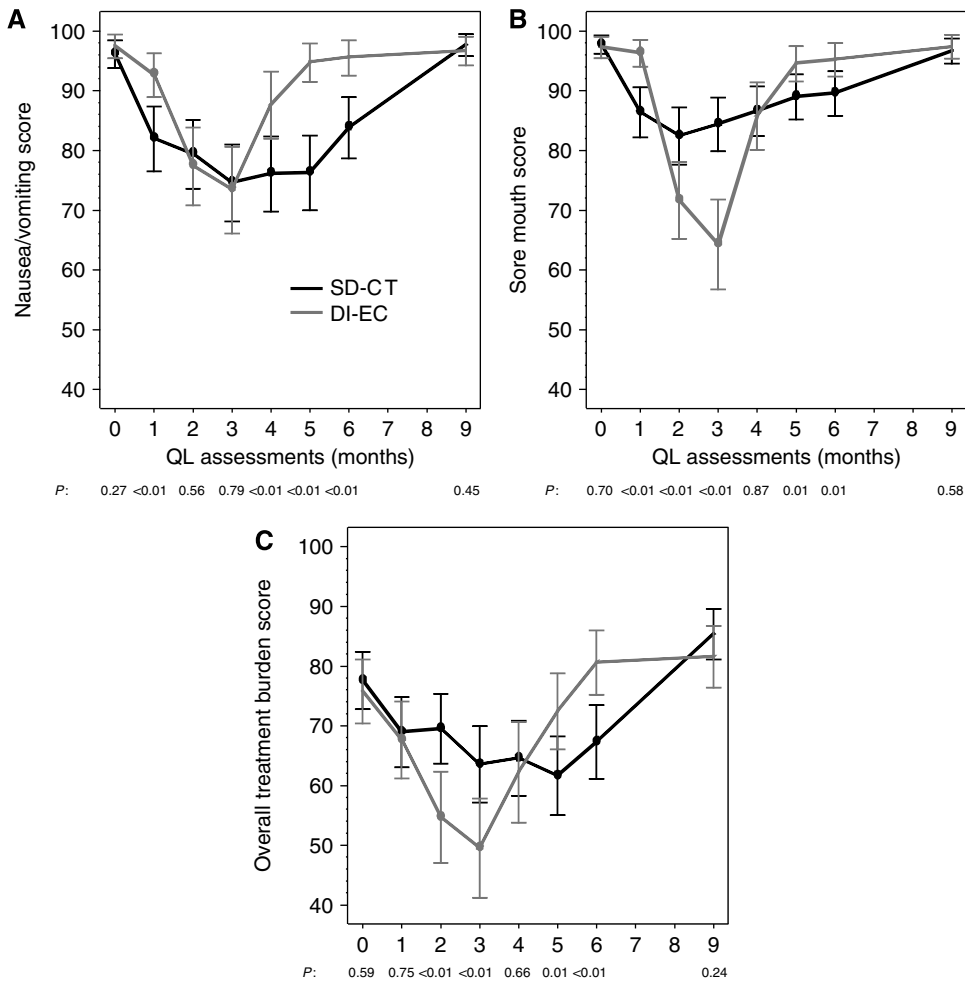 A
Nausea/vomiting score
100
90
80
70
60
50
40
SD-CT
DI-EC
0 1 2 3 4 5 6 7 8 9
QL assessments (months)
P: 0.27 <0.01 0.56 0.79 <0.01 <0.01 <0.01 0.45
B
Sore mouth score
100
90
80
70
60
50
40
0 1 2 3 4 5 6 7 8 9
QL assessments (months)
P: 0.70 <0.01 <0.01 <0.01 0.87 0.01 0.01 0.58
C
Overall treatment burden score
100
90
80
70
60
50
40
0 1 2 3 4 5 6 7 8 9
P: 0.59 0.75 <0.01 <0.01 0.66 0.01 <0.01 0.24